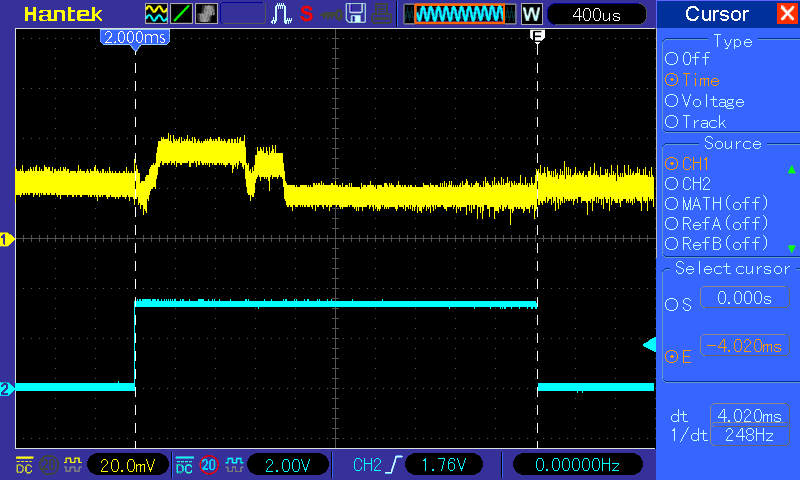 Hantek S W 400us Cursor
2.000ms
E
Type
Off
Time
Voltage
Track
Source
CH1
CH2
MATH(off)
RefA(off)
RefB(off)
1
Select cursor
S 0.000s
E -4.020ms
2
dt 4.020ms
1/dt 248Hz
DC 20 20.0mV DC 20 2.00V CH2 1.76V 0.00000Hz